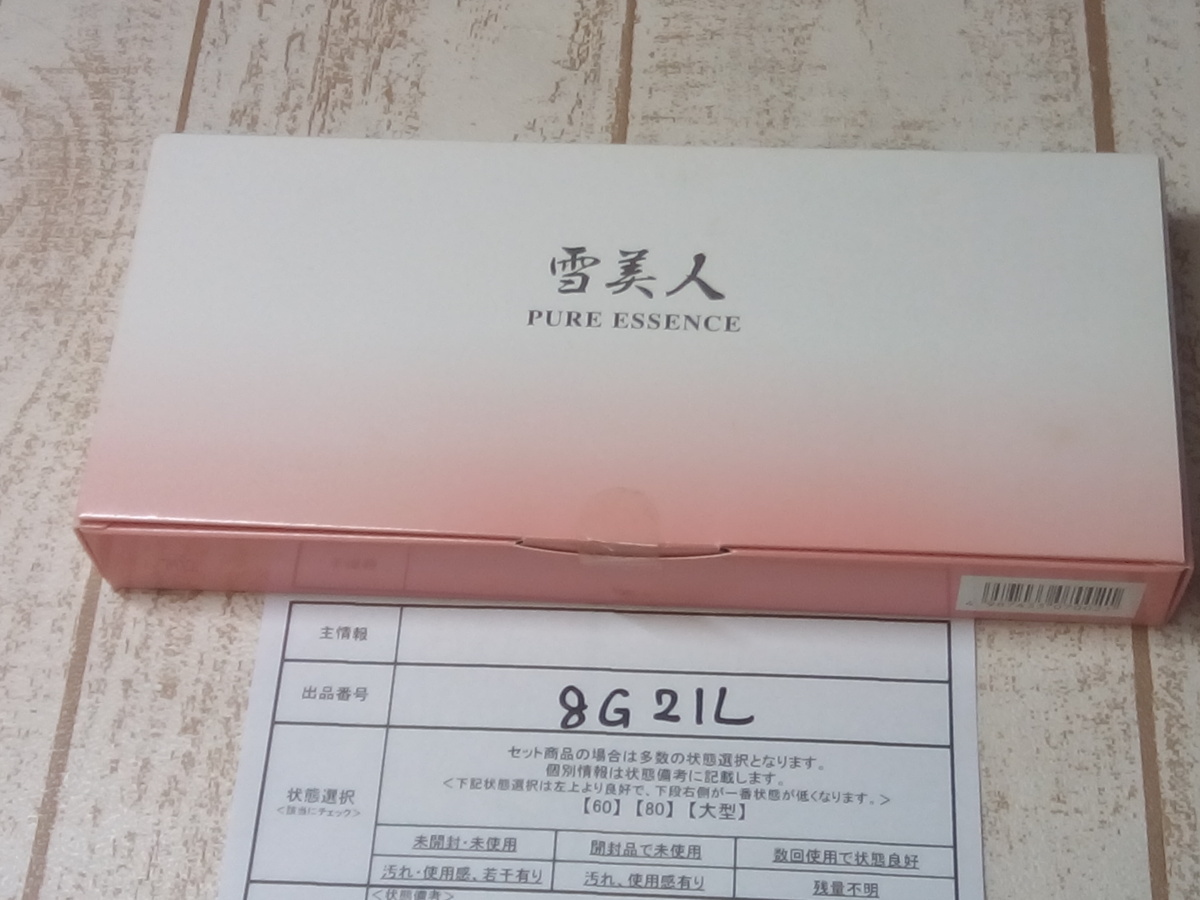 雪美人
PURE ESSENCE
主情報
出品番号
8G21L
状態選択
<該当にチェック>
セット商品の場合は多数の状態選択となります。
個別情報は状態備考に記載します。
<下記状態選択は左上より良好で、下段右側が一番状態が低くなります。>
【60】【80】【大型】
未開封・未使用
開封品で未使用
数回使用で状態良好
汚れ・使用感、若干有り
汚れ、使用感有り
残量不明
<状態備考>